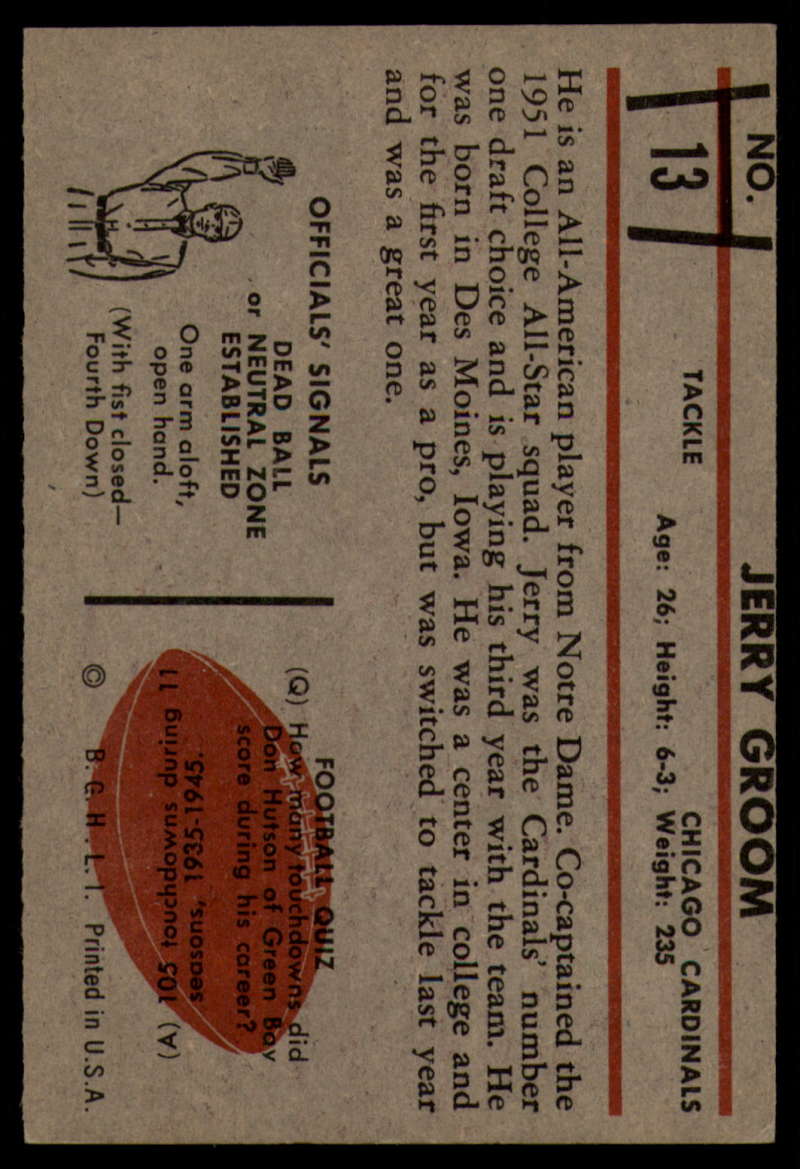 NO.
13
JERRY GROOM
TACKLE
CHICAGO CARDINALS
Age: 26; Height: 6-3; Weight: 235
He is an All-American player from Notre Dame. Co-captained the
1951 College All-Star squad. Jerry was the Cardinals' number
one draft choice and is playing his third year with the team. He
was born in Des Moines, Iowa. He was a center in college and
for the first year as a pro, but was switched to tackle last year
and was a great one.
OFFICIALS' SIGNALS
DEAD BALL
or NEUTRAL ZONE
ESTABLISHED
One arm aloft,
open hand.
(With fist closed—
Fourth Down)
FOOTBALL QUIZ
(Q) How many touchdowns did
Don Hutson of Green Bay
score during his career?
(A) 105 touchdowns during 11
seasons, 1935-1945.
© B. G. H. L. I. Printed in U.S.A.